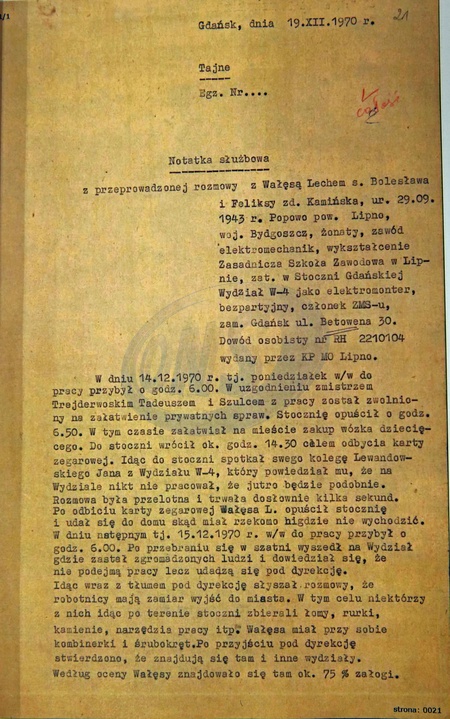 1/1
Gdańsk, dnia 19.XII.1970 r.
21
Tajne
Egz. Nr....
Notatka służbowa
z przeprowadzonej rozmowy z Wałęsą Lechem s. Bolesława
i Feliksy zd. Kamińska, ur. 29.09.
1943 r. Popowo pow. Lipno,
woj. Bydgoszcz, żonaty, zawód
elektromechanik, wykształcenie
Zasadnicza Szkoła Zawodowa w Lip-
nie, zat. w Stoczni Gdańskiej
Wydział W-4 jako elektromonter,
bezpartyjny, członek ZMS-u,
zam. Gdańsk ul. Betowena 30.
Dowód osobisty nr RH 2210104
wydany przez KP MO Lipno.
W dniu 14.12.1970 r. tj. poniedziałek w/w do
pracy przybył o godz. 6.00. W uzgodnieniu zmistrzem
Trejderwoskim Tadeuszem i Szulcem z pracy został zwolnio-
ny na załatwienie prywatnych spraw. Stocznię opuścił o godz.
6.50. W tym czasie załatwiał na mieście zakup wózka dziecię-
cego. Do stoczni wrócił ok. godz. 14.30 celem odbycia karty
zegarowej. Idąc do stoczni spotkał swego kolegę Lewandow-
skiego Jana z Wydziału W-4, który powiedział mu, że na
Wydziale nikt nie pracował, że jutro będzie podobnie.
Rozmowa była przelotna i trwała dosłownie kilka sekund.
Po odbiciu karty zegarowej Wałęsa L. opuścił stocznię
i udał się do domu skąd miał rzekomo nigdzie nie wychodzić.
W dniu nstępnym tj. 15.12.1970 r. w/w do pracy przybył o
godz. 6.00. Po przebraniu się w szatni wyszedł na Wydział
gdzie zastał zgromadzonych ludzi i dowiedział się, że
nie podejmą pracy lecz udadzą się pod dyrekcję.
Idąc wraz z tłumem pod dyrekcję słyszał rozmowy, że
robotnicy mają zamiar wyjść do miasta. W tym celu niektórzy
z nich idąc po terenie stoczni zbierali łomy, rurki,
kamienie, narzędzia pracy itp. Wałęsa miał przy sobie
kombinerki i śrubokręt.Po przyjściu pod dyrekcję
stwierdzono, że znajdują się tam i inne wydziały.
Według oceny Wałęsy znajdowało się tam ok. 75 % załogi.
strona: 0021